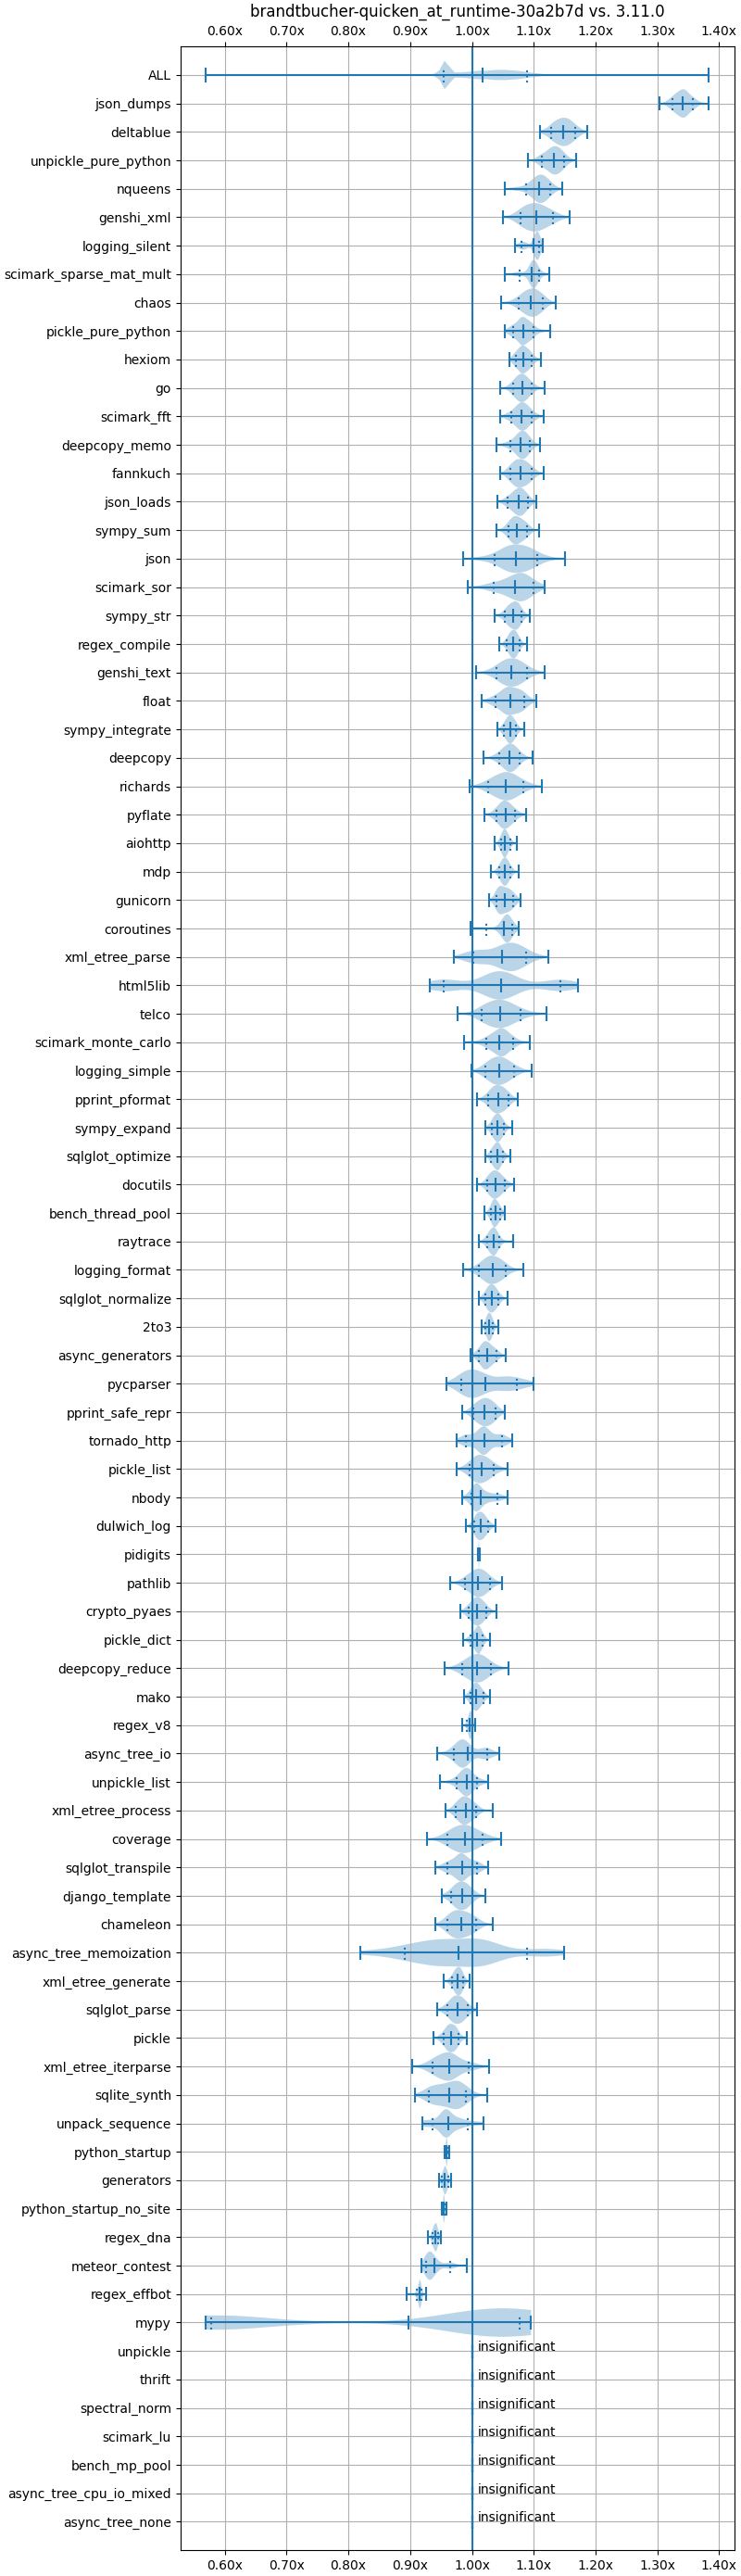 brandtbucher-quicken_at_runtime-30a2b7d vs. 3.11.0
0.60x 0.70x 0.80x 0.90x 1.00x 1.10x 1.20x 1.30x 1.40x
ALL
json_dumps
deltablue
unpickle_pure_python
nqueens
genshi_xml
logging_silent
scimark_sparse_mat_mult
chaos
pickle_pure_python
hexiom
go
scimark_fft
deepcopy_memo
fannkuch
json_loads
sympy_sum
json
scimark_sor
sympy_str
regex_compile
genshi_text
float
sympy_integrate
deepcopy
richards
pyflate
aiohttp
mdp
gunicorn
coroutines
xml_etree_parse
html5lib
telco
scimark_monte_carlo
logging_simple
pprint_pformat
sympy_expand
sqlglot_optimize
docutils
bench_thread_pool
raytrace
logging_format
sqlglot_normalize
2to3
async_generators
pycparser
pprint_safe_repr
tornado_http
pickle_list
nbody
dulwich_log
pidigits
pathlib
crypto_pyaes
pickle_dict
deepcopy_reduce
mako
regex_v8
async_tree_io
unpickle_list
xml_etree_process
coverage
sqlglot_transpile
django_template
chameleon
async_tree_memoization
xml_etree_generate
sqlglot_parse
pickle
xml_etree_iterparse
sqlite_synth
unpack_sequence
python_startup
generators
python_startup_no_site
regex_dna
meteor_contest
regex_effbot
mypy
unpickle insignificant
thrift insignificant
spectral_norm insignificant
scimark_lu insignificant
bench_mp_pool insignificant
async_tree_cpu_io_mixed insignificant
async_tree_none insignificant
0.60x 0.70x 0.80x 0.90x 1.00x 1.10x 1.20x 1.30x 1.40x